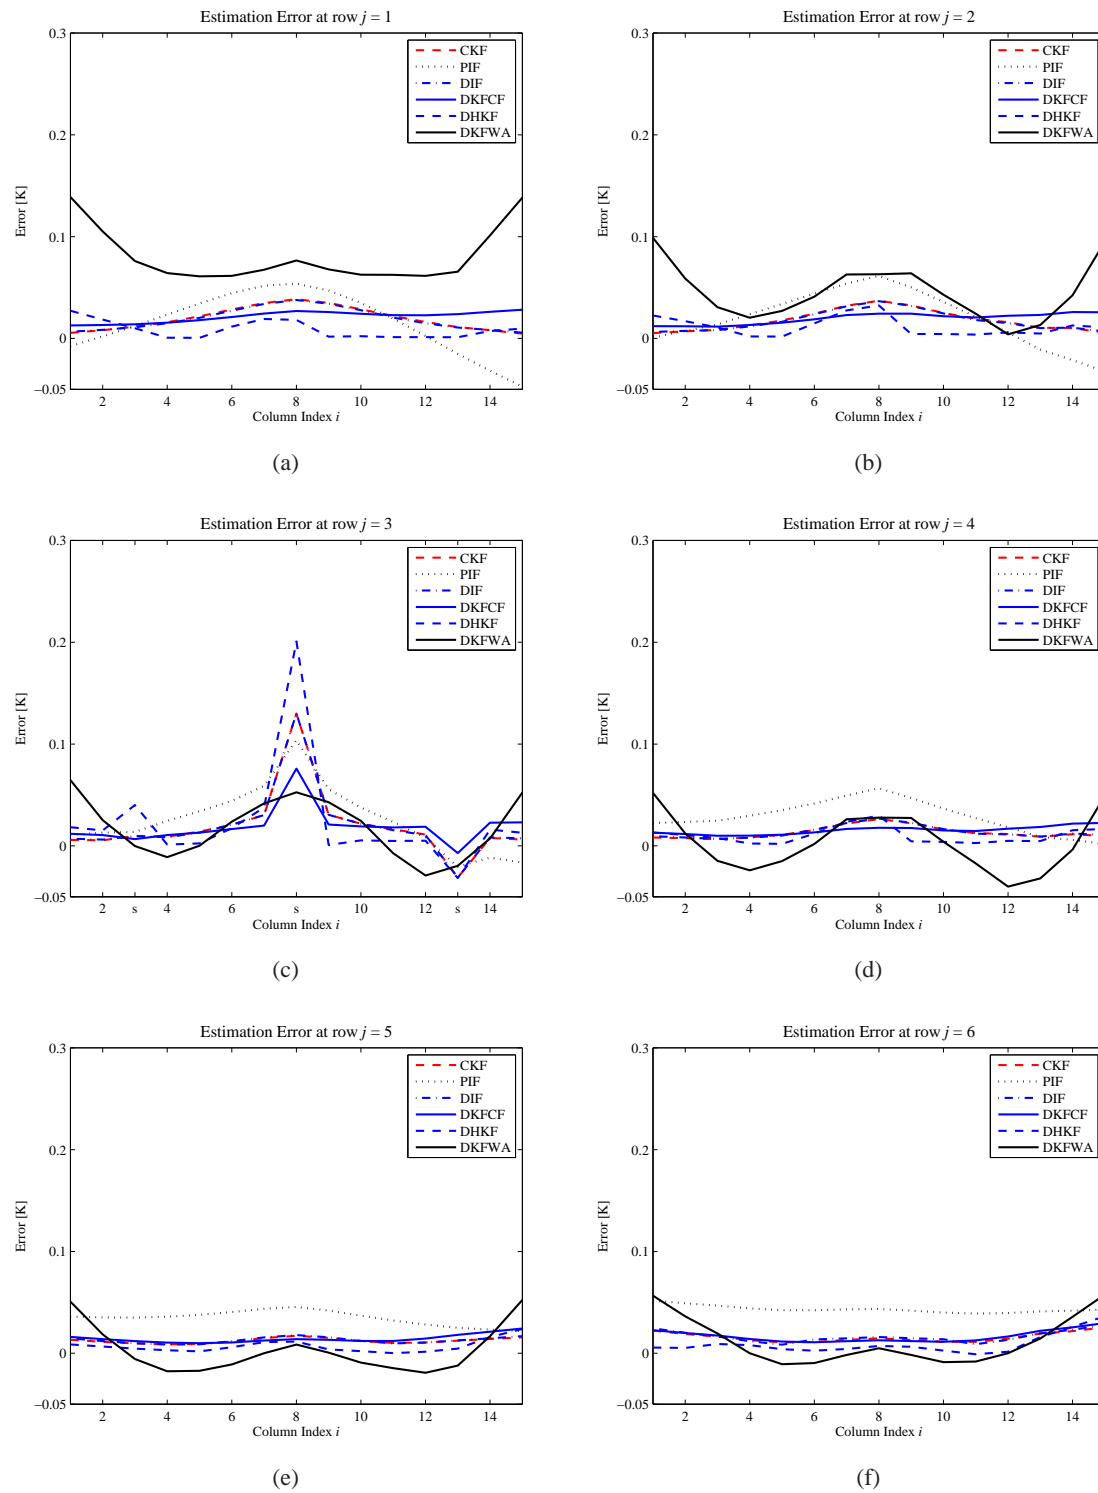 Estimation Error at row j = 1
0.3
0.2
0.1
0
−0.05
Error [K]
CKF
PIF
DIF
DKFCF
DHKF
DKFWA
2 4 6 8 10 12 14
Column Index i
(a)
Estimation Error at row j = 2
0.3
0.2
0.1
0
−0.05
Error [K]
CKF
PIF
DIF
DKFCF
DHKF
DKFWA
2 4 6 8 10 12 14
Column Index i
(b)
Estimation Error at row j = 3
0.3
0.2
0.1
0
−0.05
Error [K]
CKF
PIF
DIF
DKFCF
DHKF
DKFWA
2 s 4 6 s 10 12 s 14
Column Index i
(c)
Estimation Error at row j = 4
0.3
0.2
0.1
0
−0.05
Error [K]
CKF
PIF
DIF
DKFCF
DHKF
DKFWA
2 4 6 8 10 12 14
Column Index i
(d)
Estimation Error at row j = 5
0.3
0.2
0.1
0
−0.05
Error [K]
CKF
PIF
DIF
DKFCF
DHKF
DKFWA
2 4 6 8 10 12 14
Column Index i
(e)
Estimation Error at row j = 6
0.3
0.2
0.1
0
−0.05
Error [K]
CKF
PIF
DIF
DKFCF
DHKF
DKFWA
2 4 6 8 10 12 14
Column Index i
(f)